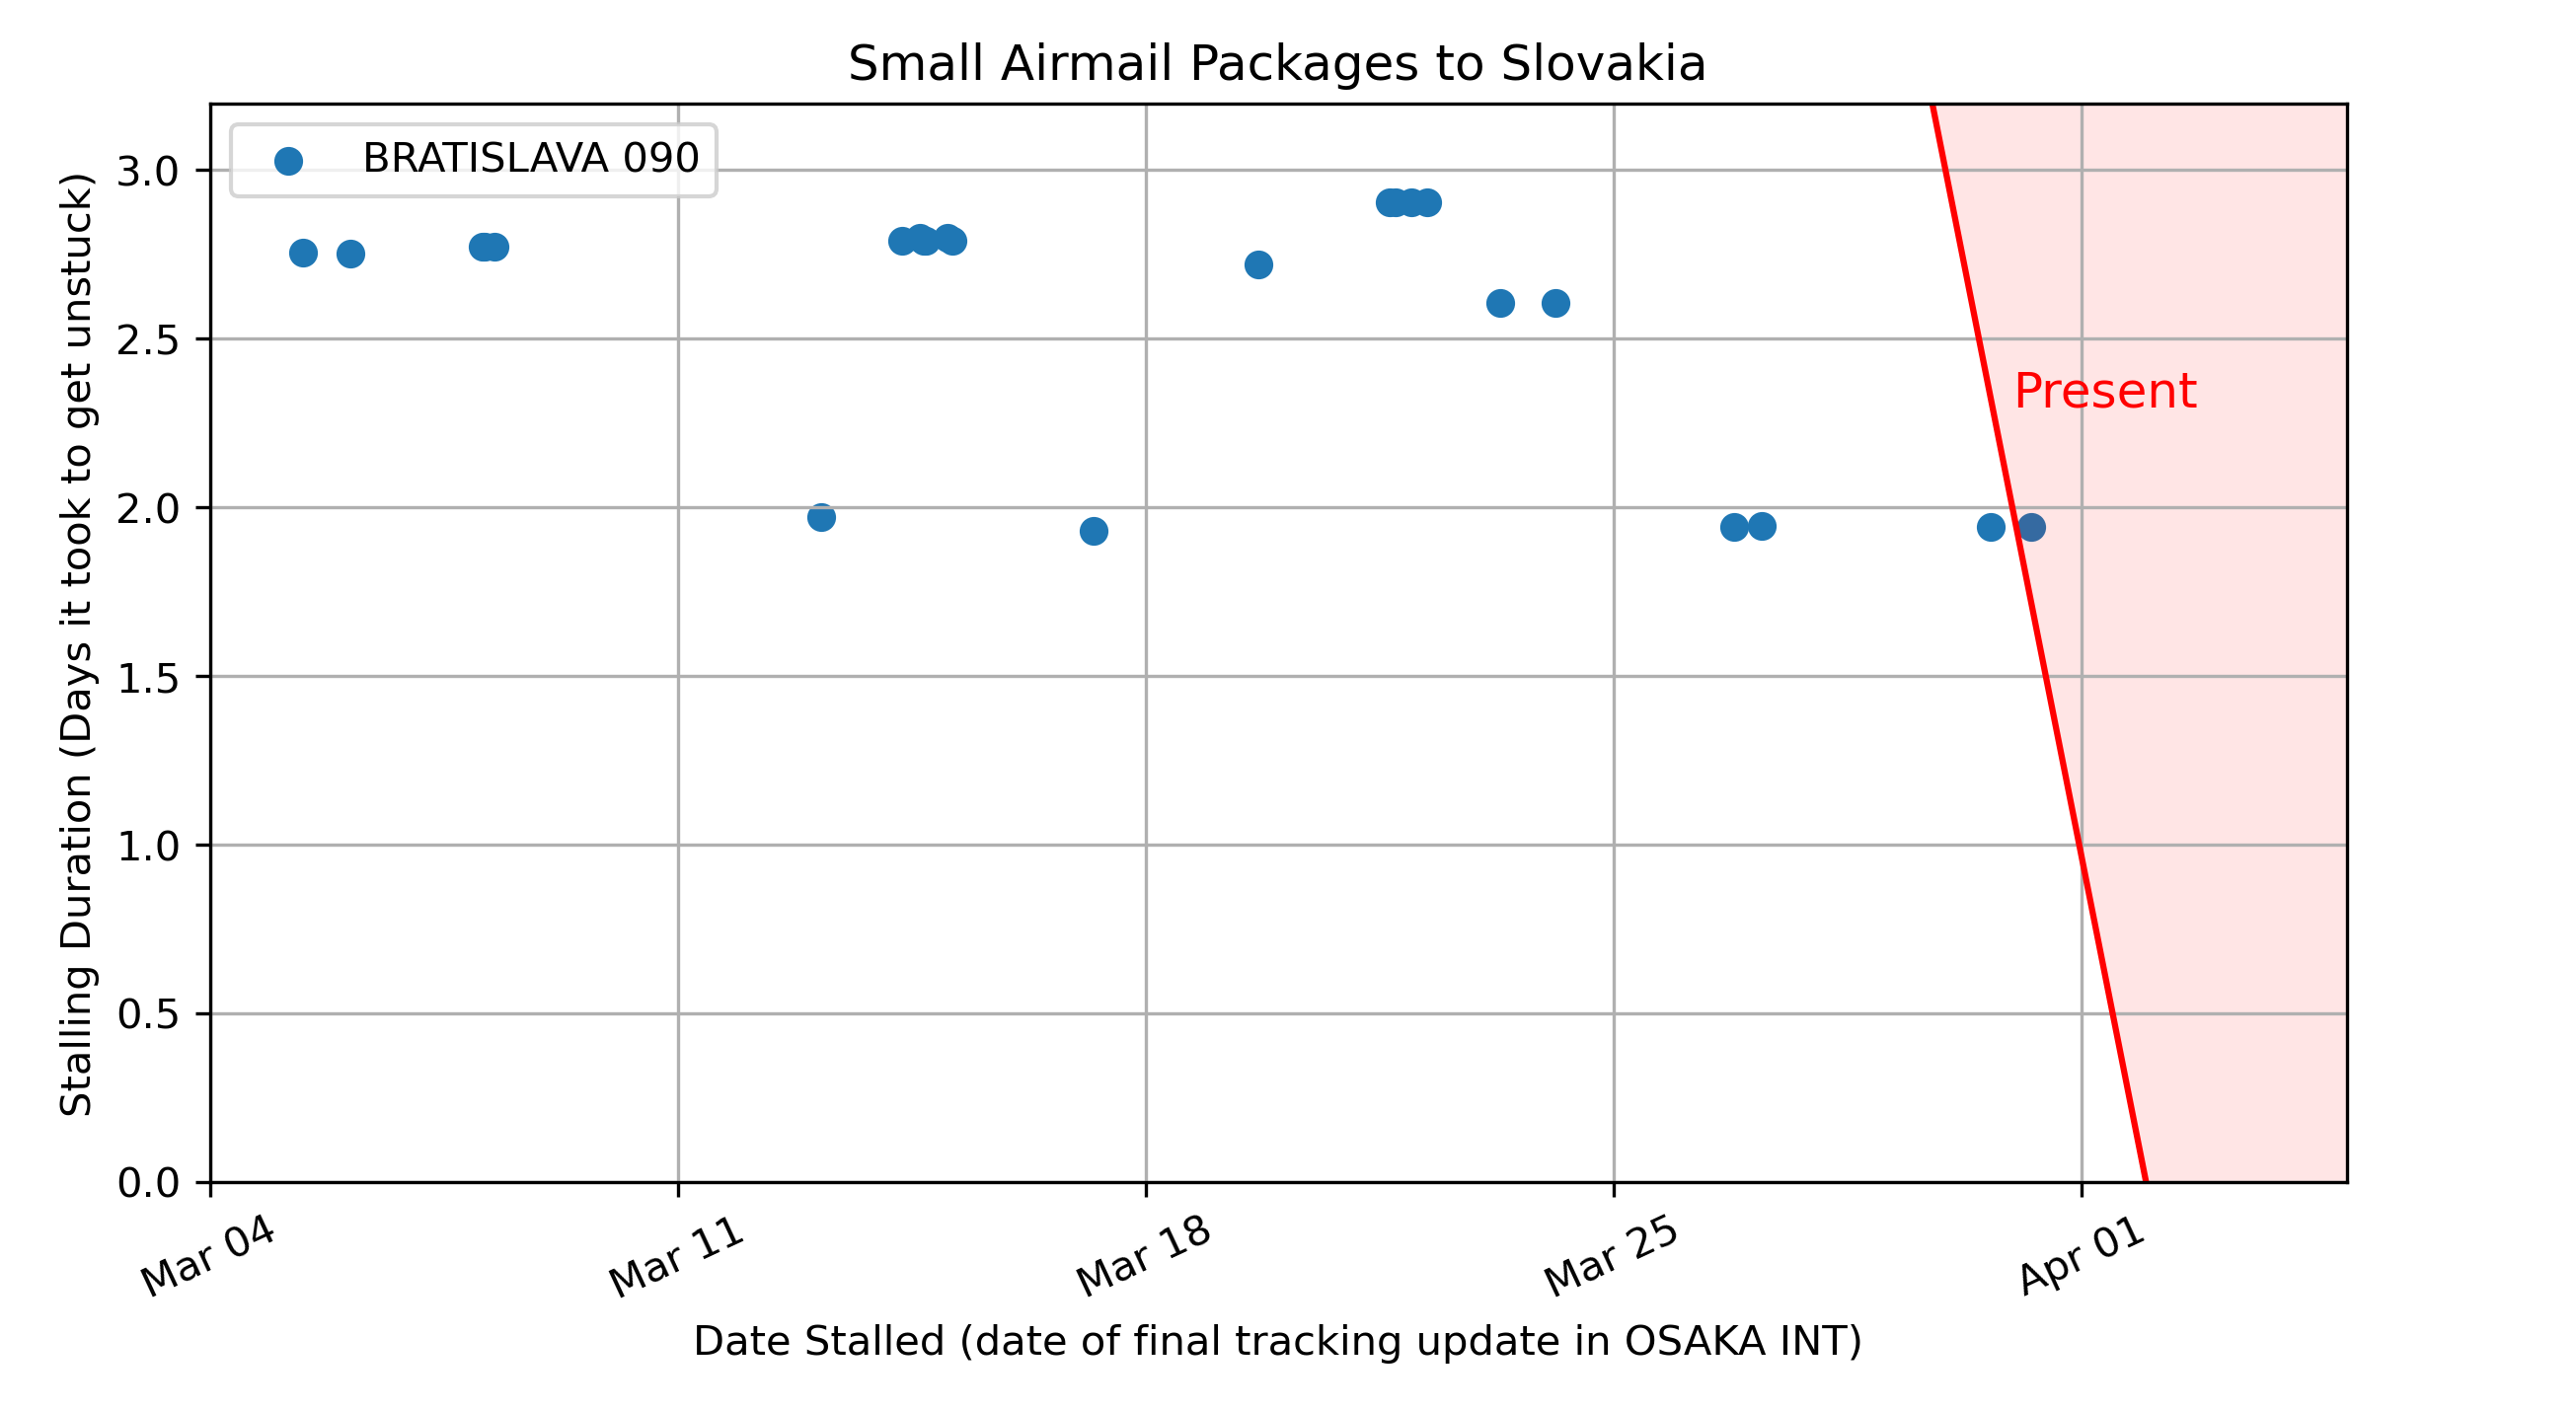 Small Airmail Packages to Slovakia
BRATISLAVA 090
Stalling Duration (Days it took to get unstuck)
3.0
2.5
2.0
1.5
1.0
0.5
0.0
Present
Mar 04
Mar 11
Mar 18
Mar 25
Apr 01
Date Stalled (date of final tracking update in OSAKA INT)